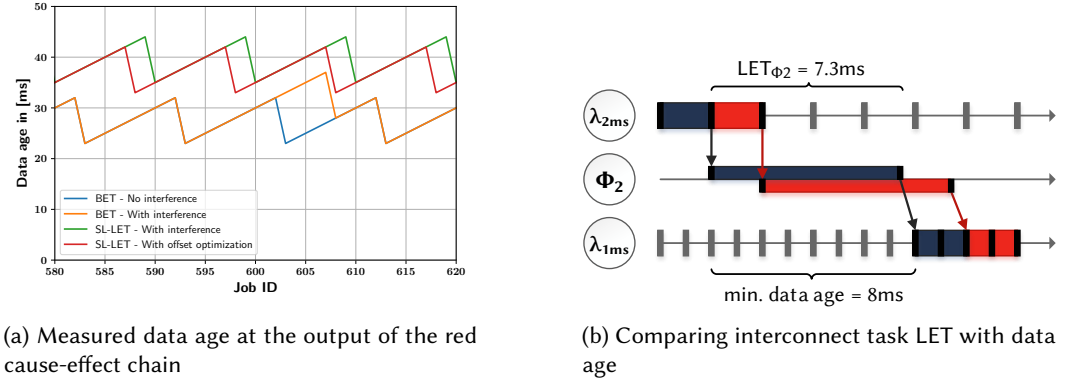 50
40
30
20
10
0
Data age in [ms]
BET - No interference
BET - With interference
SL-LET - With interference
SL-LET - With offset optimization
580 585 590 595 600 605 610 615 620
Job ID
(a) Measured data age at the output of the red
cause-effect chain
LETΦ2 = 7.3ms
λ2ms
Φ2
λ1ms
min. data age = 8ms
(b) Comparing interconnect task LET with data
age